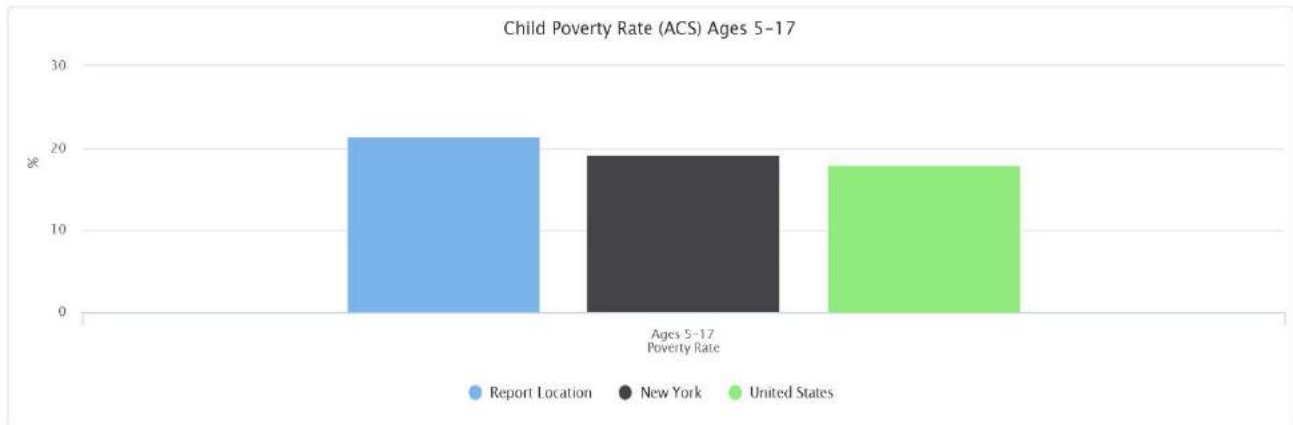 Child Poverty Rate (ACS) Ages 5-17
30
20
%
10
0
Ages 5-17
Poverty Rate
Report Location New York United States